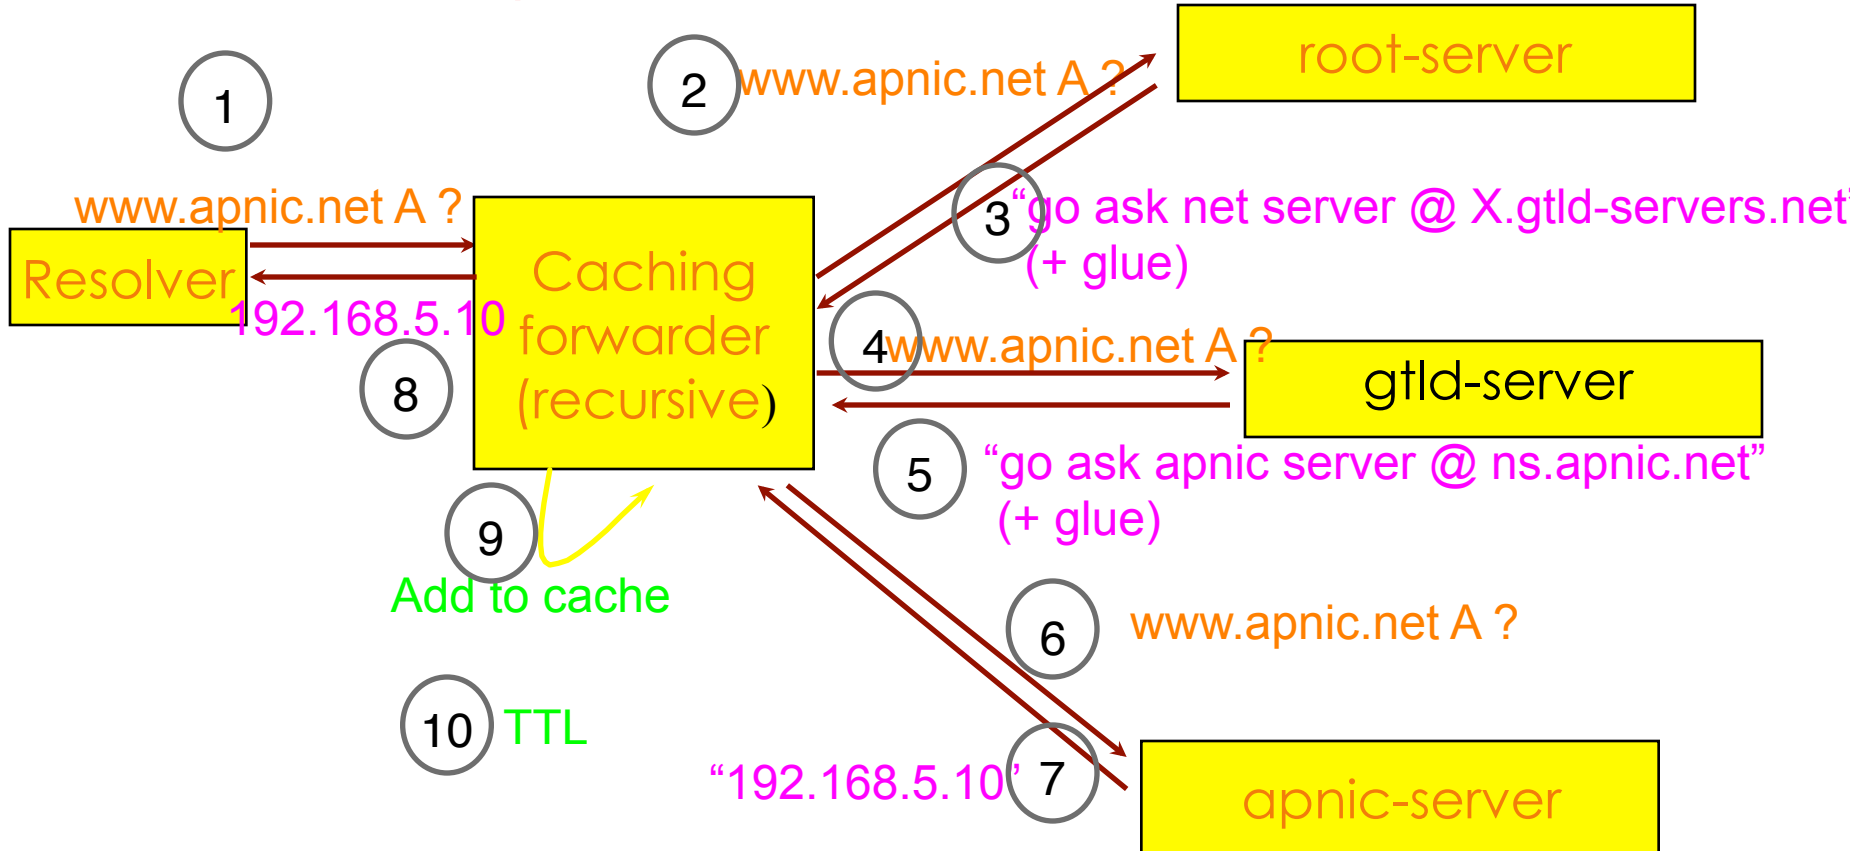 root-server
1
2
www.apnic.net A ?
www.apnic.net A ?
3
“go ask net server @ X.gtld-servers.net”
(+ glue)
Resolver
Caching
forwarder
(recursive)
192.168.5.10
4
www.apnic.net A ?
gtld-server
8
5
“go ask apnic server @ ns.apnic.net”
(+ glue)
9
Add to cache
6
www.apnic.net A ?
10
TTL
“192.168.5.10”
7
apnic-server